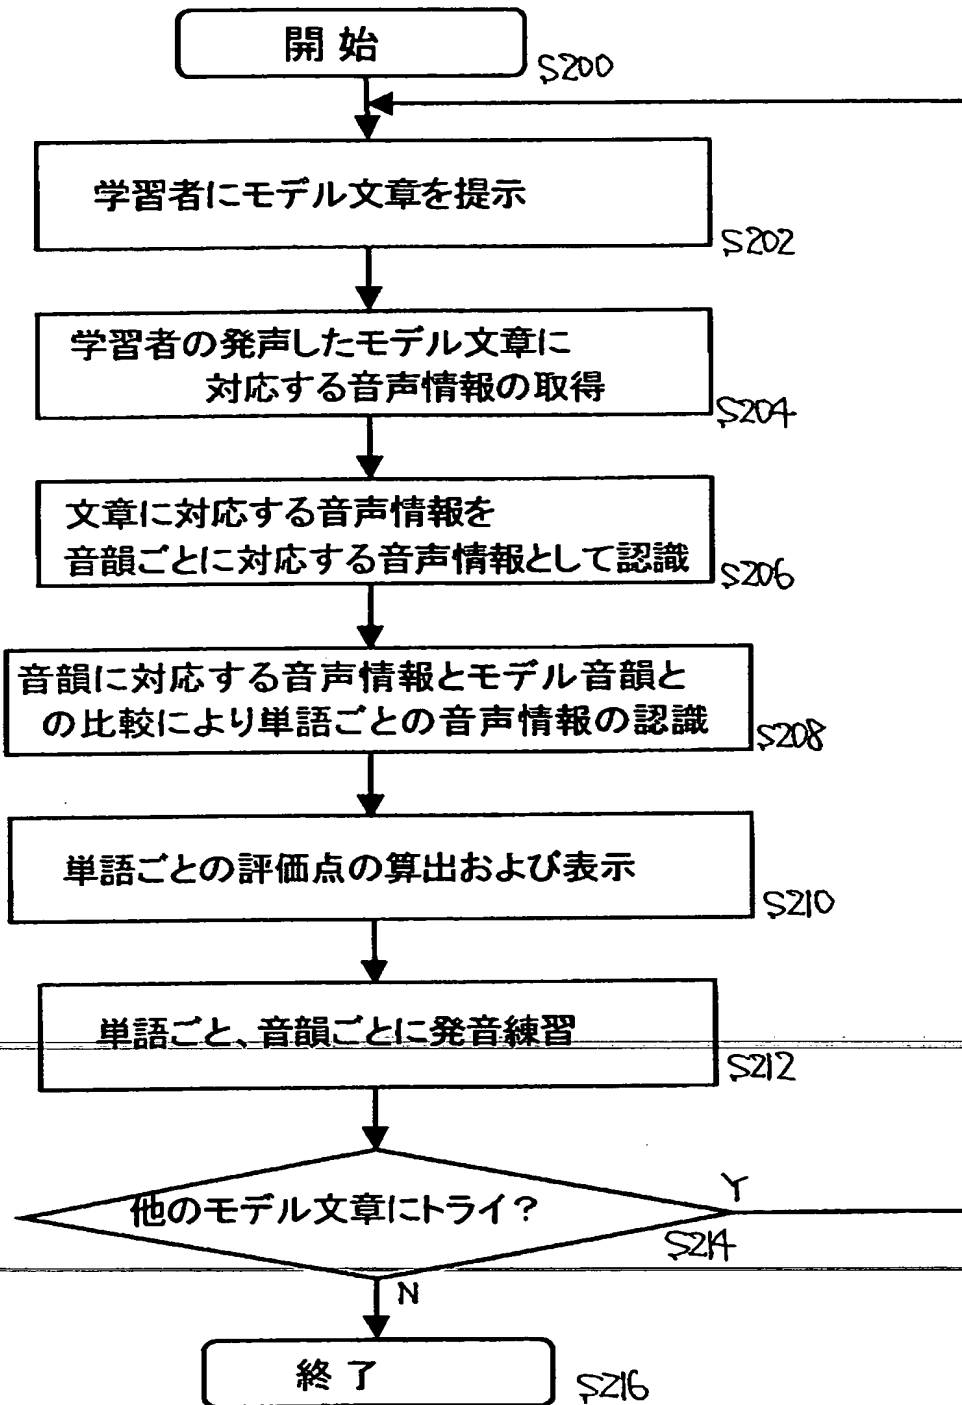 開始
S200
学習者にモデル文章を提示
S202
学習者の発声したモデル文章に
対応する音声情報の取得
S204
文章に対応する音声情報を
音韻ごとに対応する音声情報として認識
S206
音韻に対応する音声情報とモデル音韻と
の比較により単語ごとの音声情報の認識
S208
単語ごとの評価点の算出および表示
S210
単語ごと、音韻ごとに発音練習
S212
他のモデル文章にトライ?
Y
S214
N
終了
S216